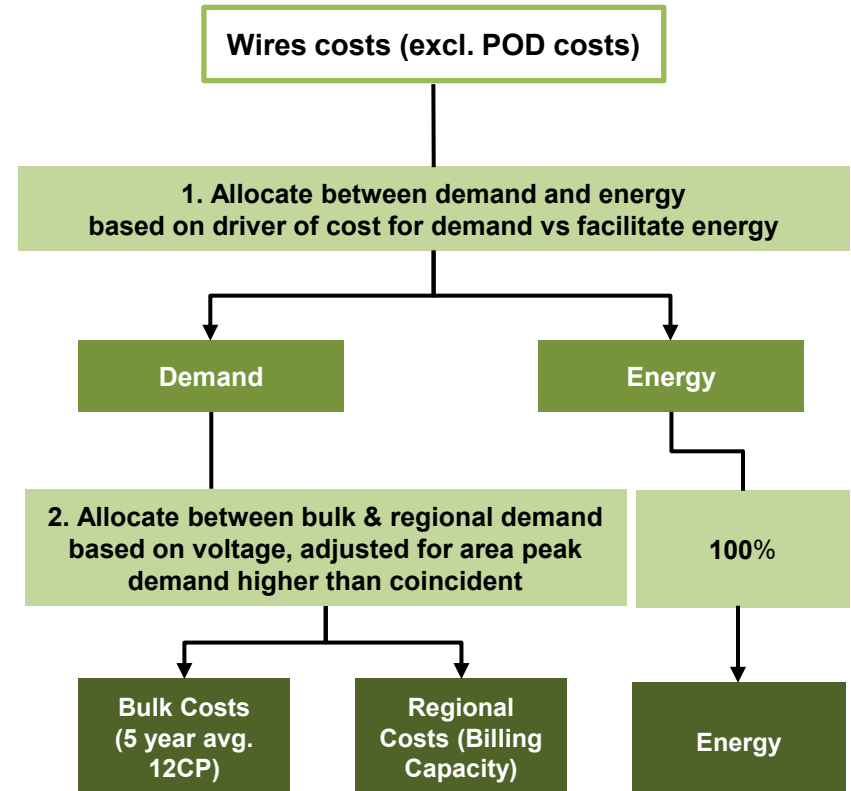 Wires costs (excl. POD costs)
1. Allocate between demand and energy
based on driver of cost for demand vs facilitate energy
Demand
Energy
2. Allocate between bulk & regional demand
based on voltage, adjusted for area peak
demand higher than coincident
100%
Bulk Costs
(5 year avg.
12CP)
Regional
Costs (Billing
Capacity)
Energy